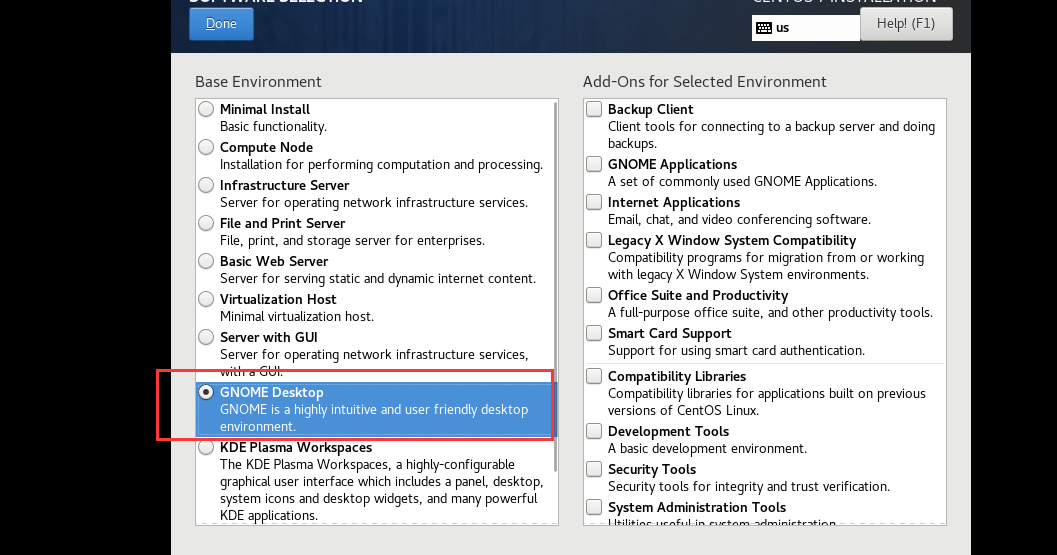 SOFTWARE SELECTION
CENTOS 7 INSTALLATION
Done
us
Help! (F1)
Base Environment
Minimal Install
Basic functionality.
Compute Node
Installation for performing computation and processing.
Infrastructure Server
Server for operating network infrastructure services.
File and Print Server
File, print, and storage server for enterprises.
Basic Web Server
Server for serving static and dynamic internet content.
Virtualization Host
Minimal virtualization host.
Server with GUI
Server for operating network infrastructure services,
with a GUI.
GNOME Desktop
GNOME is a highly intuitive and user friendly desktop
environment.
KDE Plasma Workspaces
The KDE Plasma Workspaces, a highly-configurable
graphical user interface which includes a panel, desktop,
system icons and desktop widgets, and many powerful
KDE applications.
Add-Ons for Selected Environment
Backup Client
Client tools for connecting to a backup server and doing
backups.
GNOME Applications
A set of commonly used GNOME Applications.
Internet Applications
Email, chat, and video conferencing software.
Legacy X Window System Compatibility
Compatibility programs for migration from or working
with legacy X Window System environments.
Office Suite and Productivity
A full-purpose office suite, and other productivity tools.
Smart Card Support
Support for using smart card authentication.
Compatibility Libraries
Compatibility libraries for applications built on previous
versions of CentOS Linux.
Development Tools
A basic development environment.
Security Tools
Security tools for integrity and trust verification.
System Administration Tools
Utilities useful in system administration.